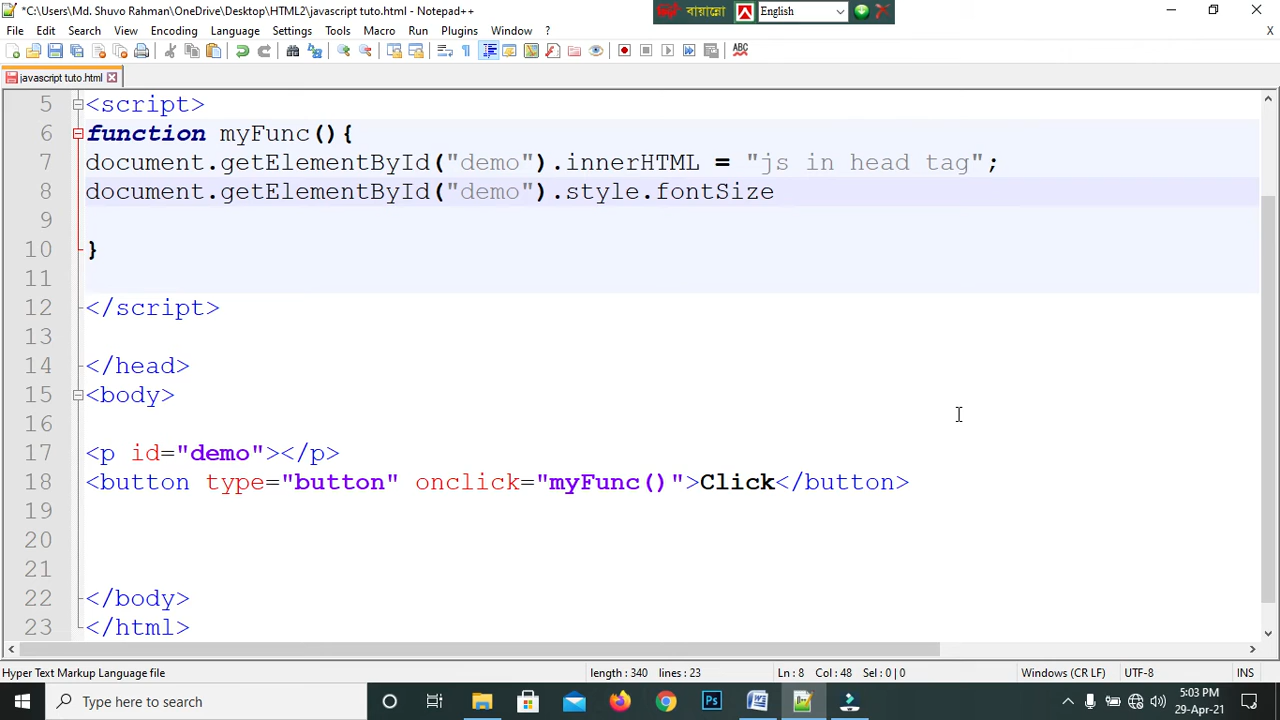 *C:\Users\Md. Shuvo Rahman\OneDrive\Desktop\HTML2\javascript tuto.html - Notepad++
বায়ান্নো English
File Edit Search View Encoding Language Settings Tools Macro Run Plugins Window ? X
ABC
javascript tuto.html
5 <script>
6 function myFunc(){
7 document.getElementById("demo").innerHTML = "js in head tag";
8 document.getElementById("demo").style.fontSize
9
10 }
11
12 </script>
13
14 </head>
15 <body>
16
17 <p id="demo"></p>
18 <button type="button" onclick="myFunc()">Click</button>
19
20
21
22 </body>
23 </html>
Hyper Text Markup Language file length : 340 lines : 23 Ln : 8 Col : 48 Sel : 0 | 0 Windows (CR LF) UTF-8 INS
Type here to search Ps W 5:03 PM
29-Apr-21